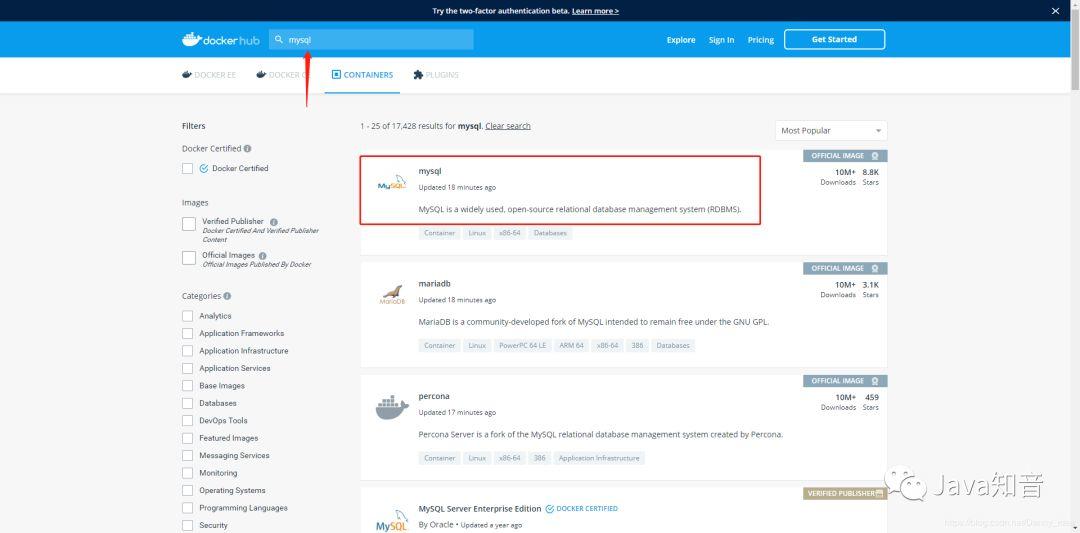 Try the two-factor authentication beta. Learn more >
docker hub
mysql
Explore
Sign In
Pricing
Get Started
DOCKER EE
DOCKER
CONTAINERS
PLUGINS
Filters
1 - 25 of 17,428 results for mysql. Clear search
Most Popular
Docker Certified
Docker Certified
Images
Verified Publisher
Docker Certified And Verified Publisher
Content
Official Images
Official Images Published By Docker
Categories
Analytics
Application Frameworks
Application Infrastructure
Application Services
Base Images
Databases
DevOps Tools
Featured Images
Messaging Services
Monitoring
Operating Systems
Programming Languages
Security
OFFICIAL IMAGE
MySQL
mysql
Updated 18 minutes ago
10M+ 8.8K
Downloads Stars
MySQL is a widely used, open-source relational database management system (RDBMS).
Container Linux x86-64 Databases
OFFICIAL IMAGE
MariaDB
mariadb
Updated 18 minutes ago
10M+ 3.1K
Downloads Stars
MariaDB is a community-developed fork of MySQL intended to remain free under the GNU GPL.
Container Linux PowerPC 64 LE ARM 64 x86-64 386 Databases
OFFICIAL IMAGE
percona
Updated 17 minutes ago
10M+ 459
Downloads Stars
Percona Server is a fork of the MySQL relational database management system created by Percona.
Container Linux x86-64 386 Application Infrastructure
VERIFIED PUBLISHER
MySQL
MySQL Server Enterprise Edition DOCKER CERTIFIED
By Oracle • Updated a year ago
Java知音